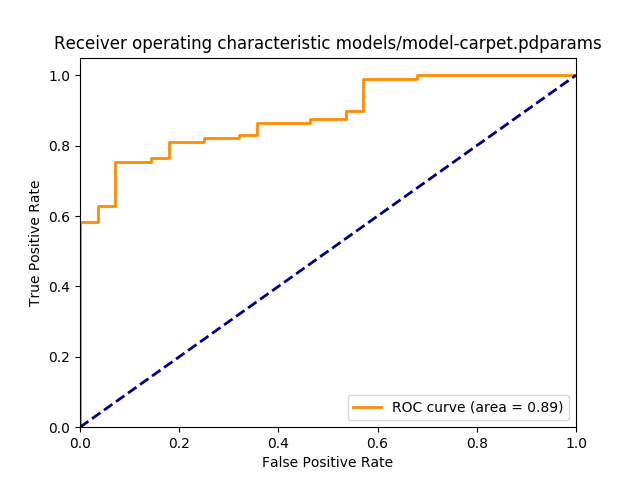 Receiver operating characteristic models/model-carpet.pdparams
True Positive Rate
1.0
0.8
0.6
0.4
0.2
0.0
0.0 0.2 0.4 0.6 0.8 1.0
False Positive Rate
ROC curve (area = 0.89)